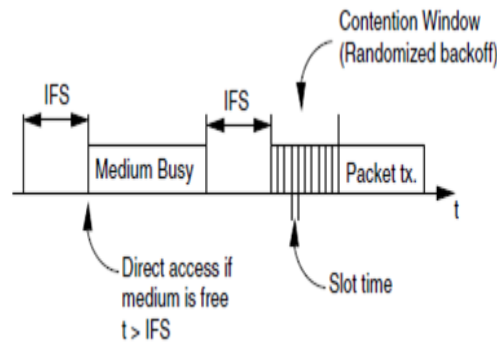 Contention Window
(Randomized backoff)
IFS
IFS
Medium Busy
Packet tx.
t
Direct access if
medium is free
t > IFS
Slot time